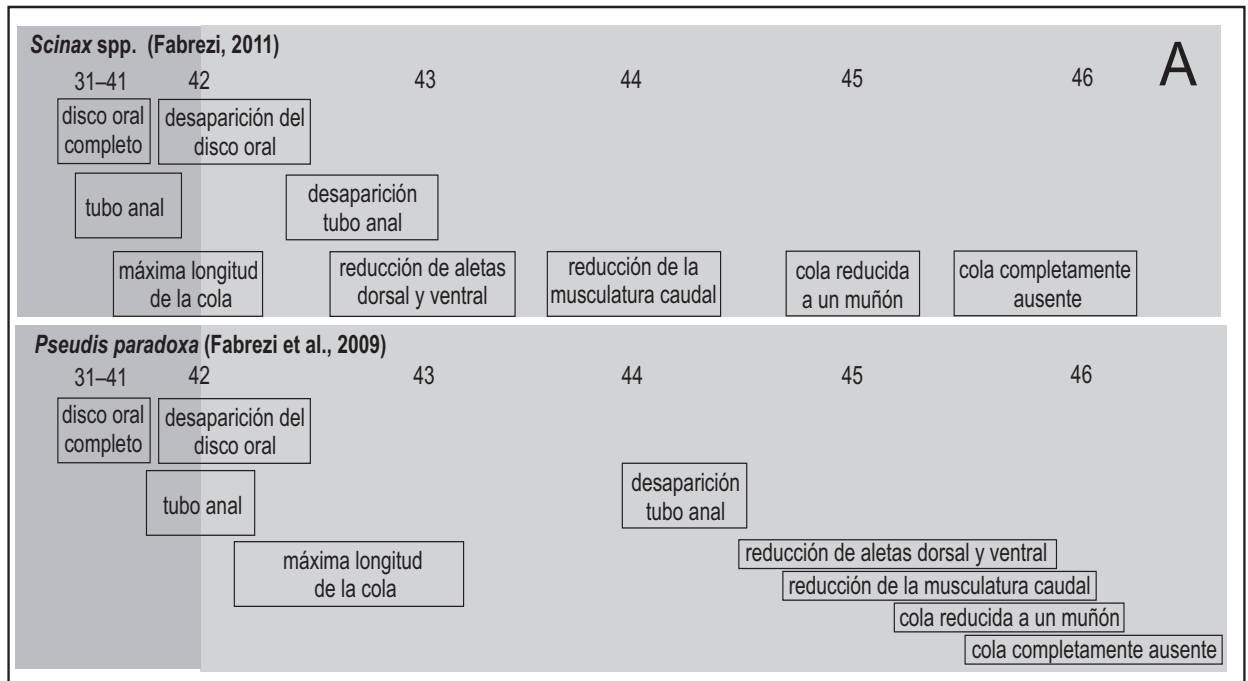 Scinax spp. (Fabrezi, 2011)
A
31–41 42 43 44 45 46
disco oral
completo
desaparición del
disco oral
tubo anal
desaparición
tubo anal
máxima longitud
de la cola
reducción de aletas
dorsal y ventral
reducción de la
musculatura caudal
cola reducida
a un muñón
cola completamente
ausente
Pseudis paradoxa (Fabrezi et al., 2009)
31–41 42 43 44 45 46
disco oral
completo
desaparición del
disco oral
tubo anal
desaparición
tubo anal
máxima longitud
de la cola
reducción de aletas dorsal y ventral
reducción de la musculatura caudal
cola reducida a un muñón
cola completamente ausente